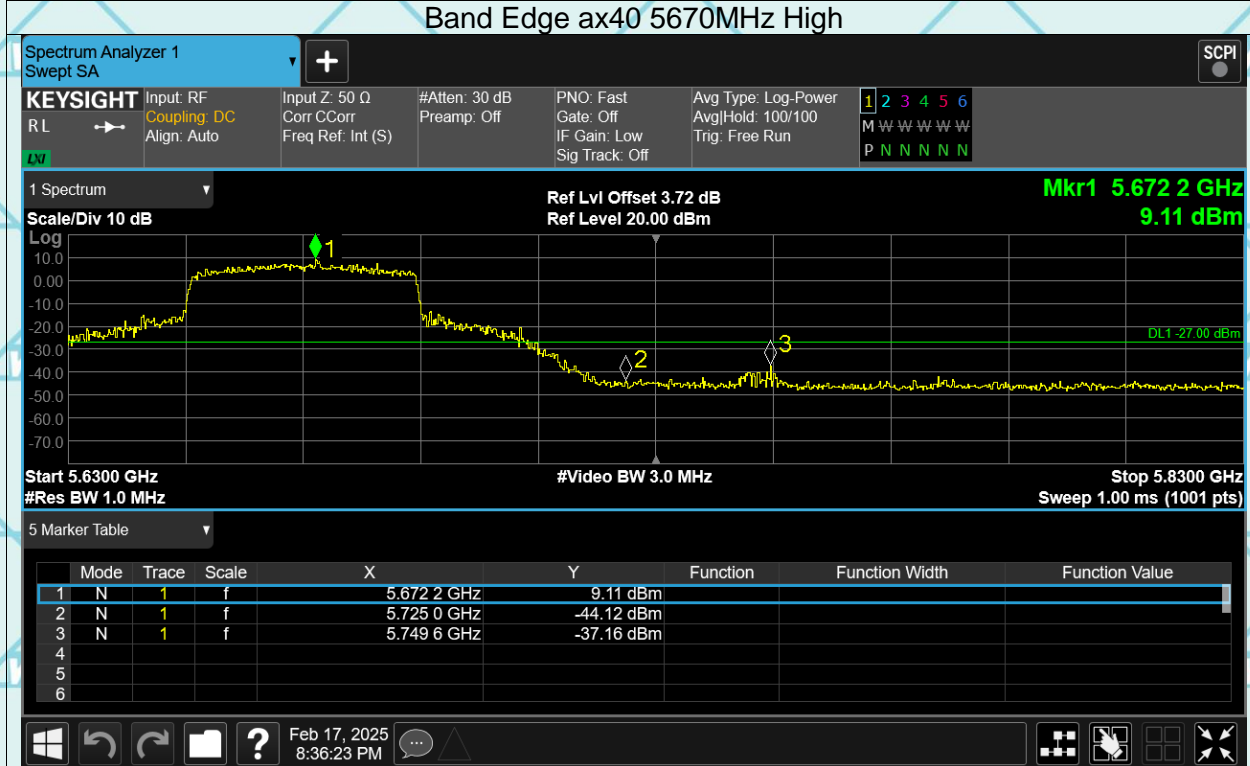 Band Edge ax40 5670MHz High
Spectrum Analyzer 1
Swept SA
+
SCPI
KEYSIGHT
R L
LXI
Input: RF
Coupling: DC
Align: Auto
Input Z: 50 Ω
Corr CCorr
Freq Ref: Int (S)
#Atten: 30 dB
Preamp: Off
PNO: Fast
Gate: Off
IF Gain: Low
Sig Track: Off
Avg Type: Log-Power
Avg|Hold: 100/100
Trig: Free Run
1 2 3 4 5 6
M W W W W W
P N N N N N
1 Spectrum
Scale/Div 10 dB
Ref Lvl Offset 3.72 dB
Ref Level 20.00 dBm
Mkr1 5.672 2 GHz
9.11 dBm
Log
10.0
0.00
-10.0
-20.0
-30.0
-40.0
-50.0
-60.0
-70.0
1
2
3
DL1 -27.00 dBm
Start 5.6300 GHz
#Res BW 1.0 MHz
#Video BW 3.0 MHz
Stop 5.8300 GHz
Sweep 1.00 ms (1001 pts)
5 Marker Table
Mode Trace Scale X Y Function Function Width Function Value
1 N 1 f 5.672 2 GHz 9.11 dBm
2 N 1 f 5.725 0 GHz -44.12 dBm
3 N 1 f 5.749 6 GHz -37.16 dBm
4
5
6
?
Feb 17, 2025
8:36:23 PM